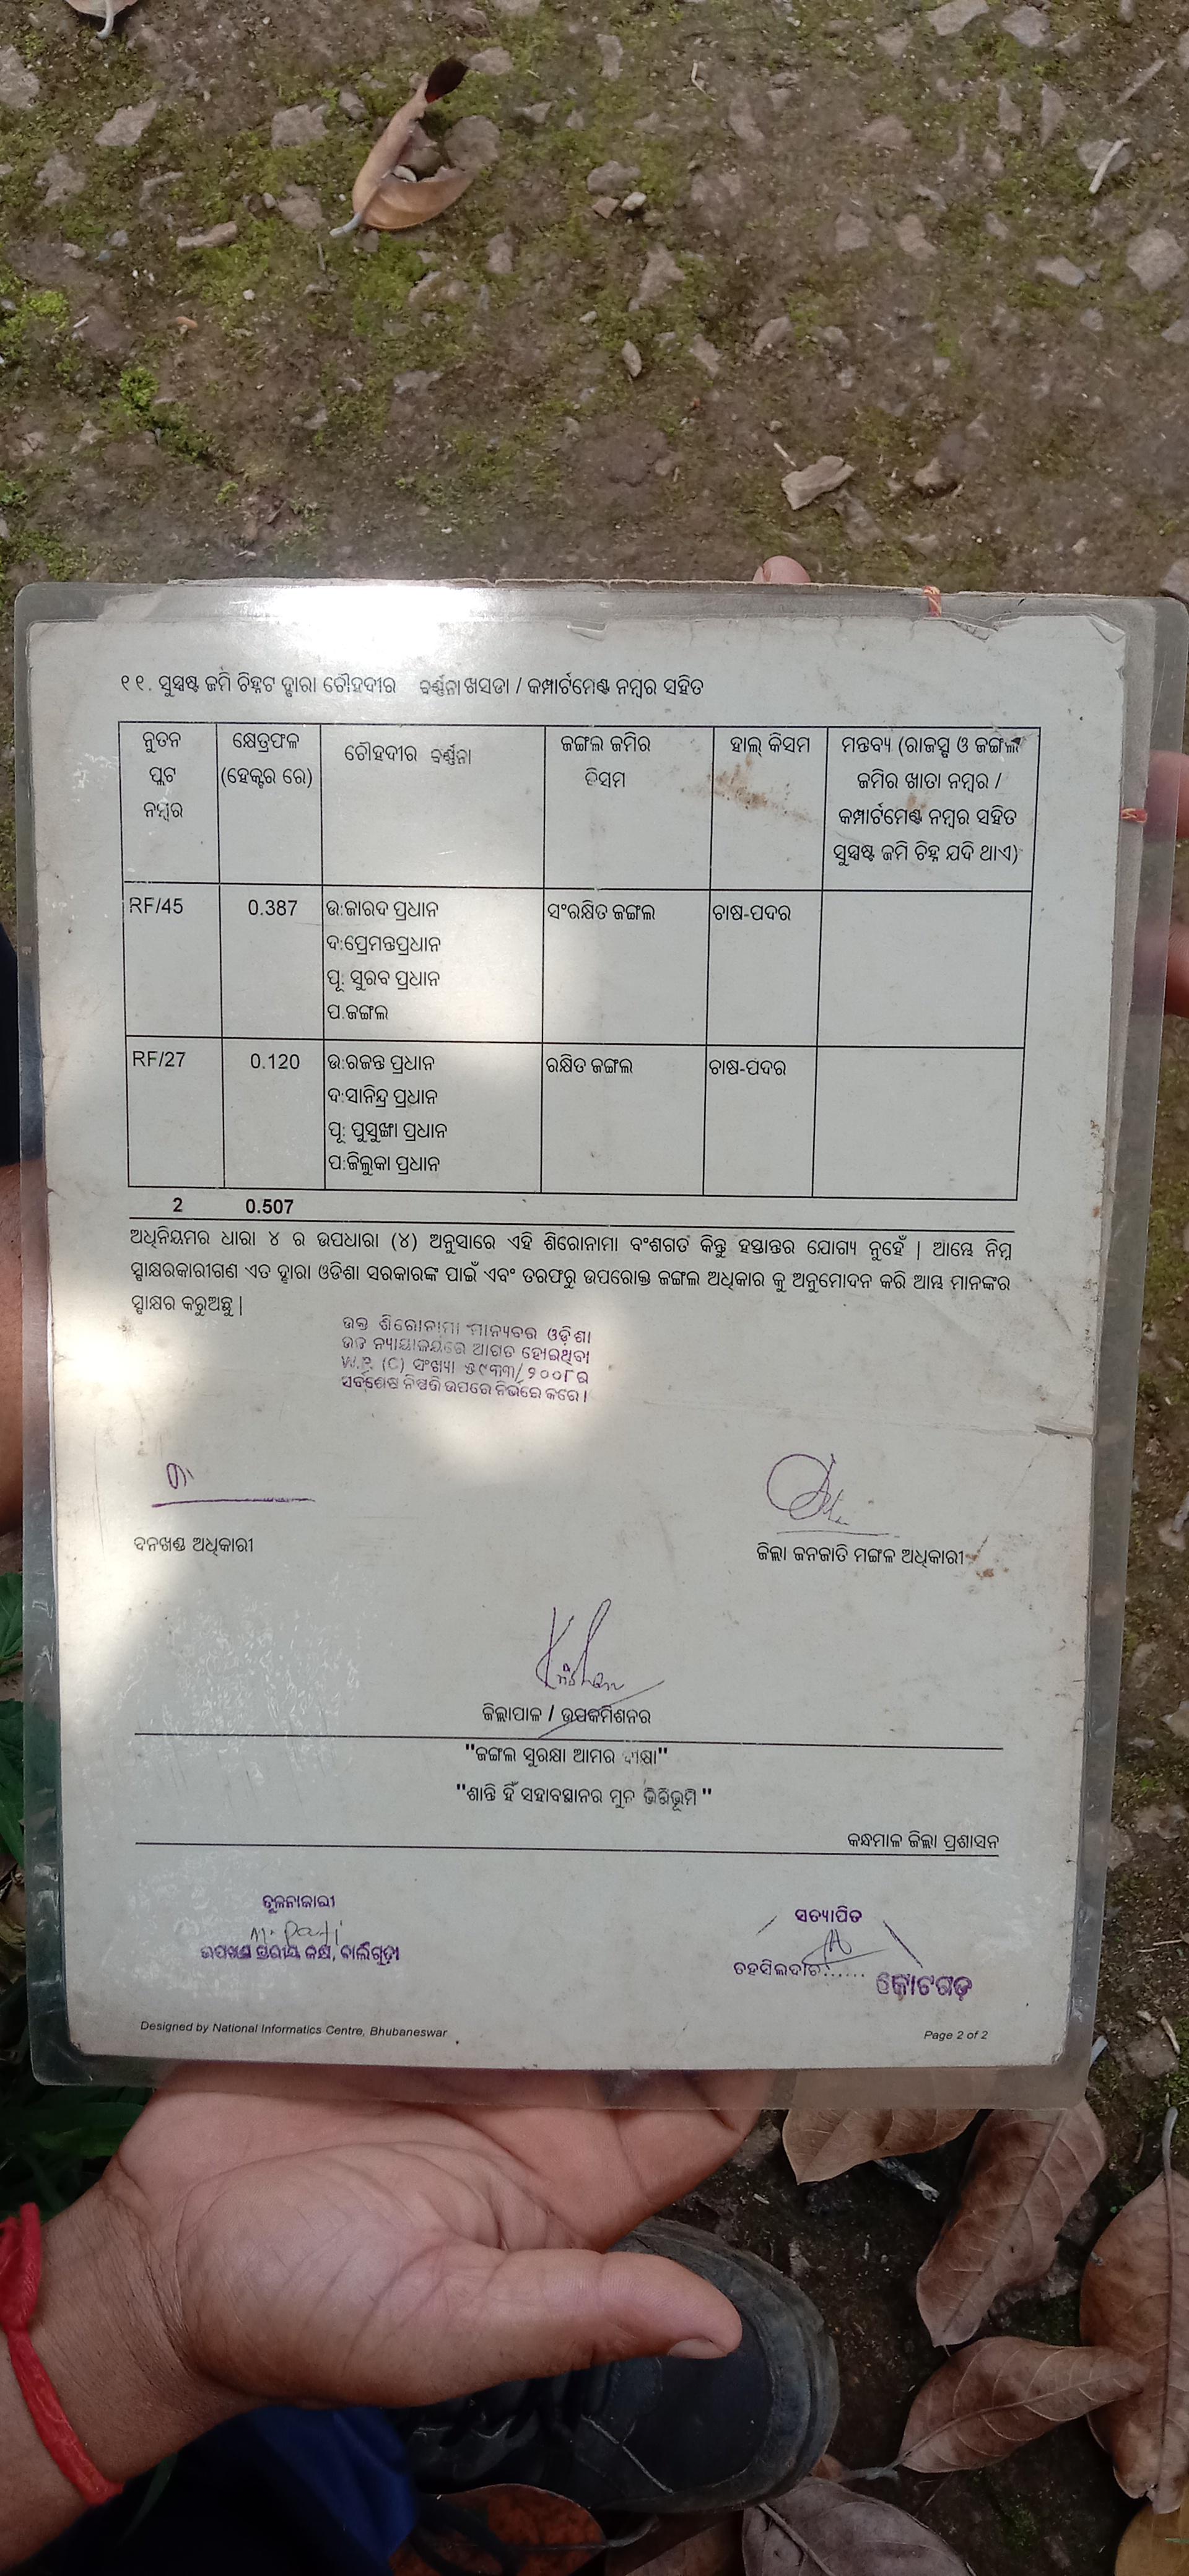 ୧୧. ସୁସ୍ପଷ୍ଟ ଜମି ଚିହ୍ନଟ ଦ୍ଵାରା ଚୌହଦୀର ବର୍ଣ୍ଣନା ଖସଡା / କମ୍ପାର୍ଟମେଣ୍ଟ ନମ୍ବର ସହିତ
ନୁତନ ପ୍ଲଟ ନମ୍ବର
କ୍ଷେତ୍ରଫଳ (ହେକ୍ଟର ରେ)
ଚୌହଦୀର ବର୍ଣ୍ଣନା
ଜଙ୍ଗଲ ଜମିର କିସମ
ହାଲ୍ କିସମ
ମନ୍ତବ୍ୟ (ରାଜସ୍ବ ଓ ଜଙ୍ଗଲ
ଜମିର ଖାତା ନମ୍ବର /
କମ୍ପାର୍ଟମେଣ୍ଟ ନମ୍ବର ସହିତ
ସୁସ୍ପଷ୍ଟ ଜମି ଚିହ୍ନ ଯଦି ଥାଏ)
RF/45 0.387 ଉ:ଜାରଦ ପ୍ରଧାନ ସଂରକ୍ଷିତ ଜଙ୍ଗଲ ଚାଷ-ପଦର
ଦ:ପ୍ରେମନ୍ତପ୍ରଧାନ
ପୂ: ସୁରବ ପ୍ରଧାନ
ପ.ଜଙ୍ଗଲ
RF/27 0.120 ଉ:ରଜନ୍ତ ପ୍ରଧାନ ରକ୍ଷିତ ଜଙ୍ଗଲ ଚାଷ-ପଦର
ଦ:ସାନିନ୍ଦ୍ର ପ୍ରଧାନ
ପୂ: ପୁସୁଙ୍ଖା ପ୍ରଧାନ
ପ:ଜିଲୁକା ପ୍ରଧାନ
2 0.507
ଅଧିନିୟମର ଧାରା ୪ ର ଉପଧାରା (୪) ଅନୁସାରେ ଏହି ଶିରୋନାମା ବଂଶଗତ କିନ୍ତୁ ହସ୍ତାନ୍ତର ଯୋଗ୍ୟ ନୁହେଁ | ଆମ୍ଭେ ନିମ୍ନ
ସ୍ବାକ୍ଷରକାରୀଗଣ ଏତ ଦ୍ବାରା ଓଡିଶା ସରକାରଙ୍କ ପାଇଁ ଏବଂ ତରଫରୁ ଉପରୋକ୍ତ ଜଙ୍ଗଲ ଅଧିକାର କୁ ଅନୁମୋଦନ କରି ଆମ୍ଭ ମାନଙ୍କର
ସ୍ବାକ୍ଷର କରୁଅଛୁ |
ଉକ୍ତ ଶିରୋନାମା ମାନ୍ୟବର ଓଡ଼ିଶା
ଉଚ୍ଚ ନ୍ୟାୟାଳୟରେ ଆଗତ ହୋଇଥିବା
W.P. (C) ସଂଖ୍ୟା ୫୯୩୩/୨୦୦୮ର
ସର୍ବଶେଷ ନିଷ୍ପତି ଉପରେ ନିର୍ଭରେ କରେ ।
ବନଖଣ୍ଡ ଅଧିକାରୀ
ଜିଲ୍ଲା ଜନଜାତି ମଙ୍ଗଳ ଅଧିକାରୀ
ଜିଲ୍ଲାପାଳ / ଉପକମିଶନର
"ଜଙ୍ଗଲ ସୁରକ୍ଷା ଆମର ଦୀକ୍ଷା"
"ଶାନ୍ତି ହିଁ ସହାବସ୍ଥାନର ମୁଳ ଭିତ୍ତିଭୂମି "
କନ୍ଧମାଳ ଜିଲ୍ଲା ପ୍ରଶାସନ
ତୁଳନାକାରୀ
ଉପଖଣ୍ଡ ସ୍ତରୀୟ କକ୍ଷ, ବାଲିଗୁଡ଼ା
ସତ୍ୟାପିତ
ତହସିଲଦାର...... କୋଟଗଡ଼
Designed by National Informatics Centre, Bhubaneswar
Page 2 of 2